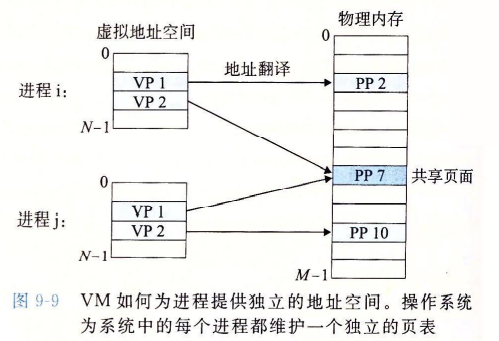 虚拟地址空间
物理内存
0
0
地址翻译
进程 i：
VP 1
PP 2
VP 2
N-1
PP 7
共享页面
0
进程 j：
VP 1
VP 2
PP 10
N-1
M-1
图 9-9 VM 如何为进程提供独立的地址空间。操作系统
为系统中的每个进程都维护一个独立的页表